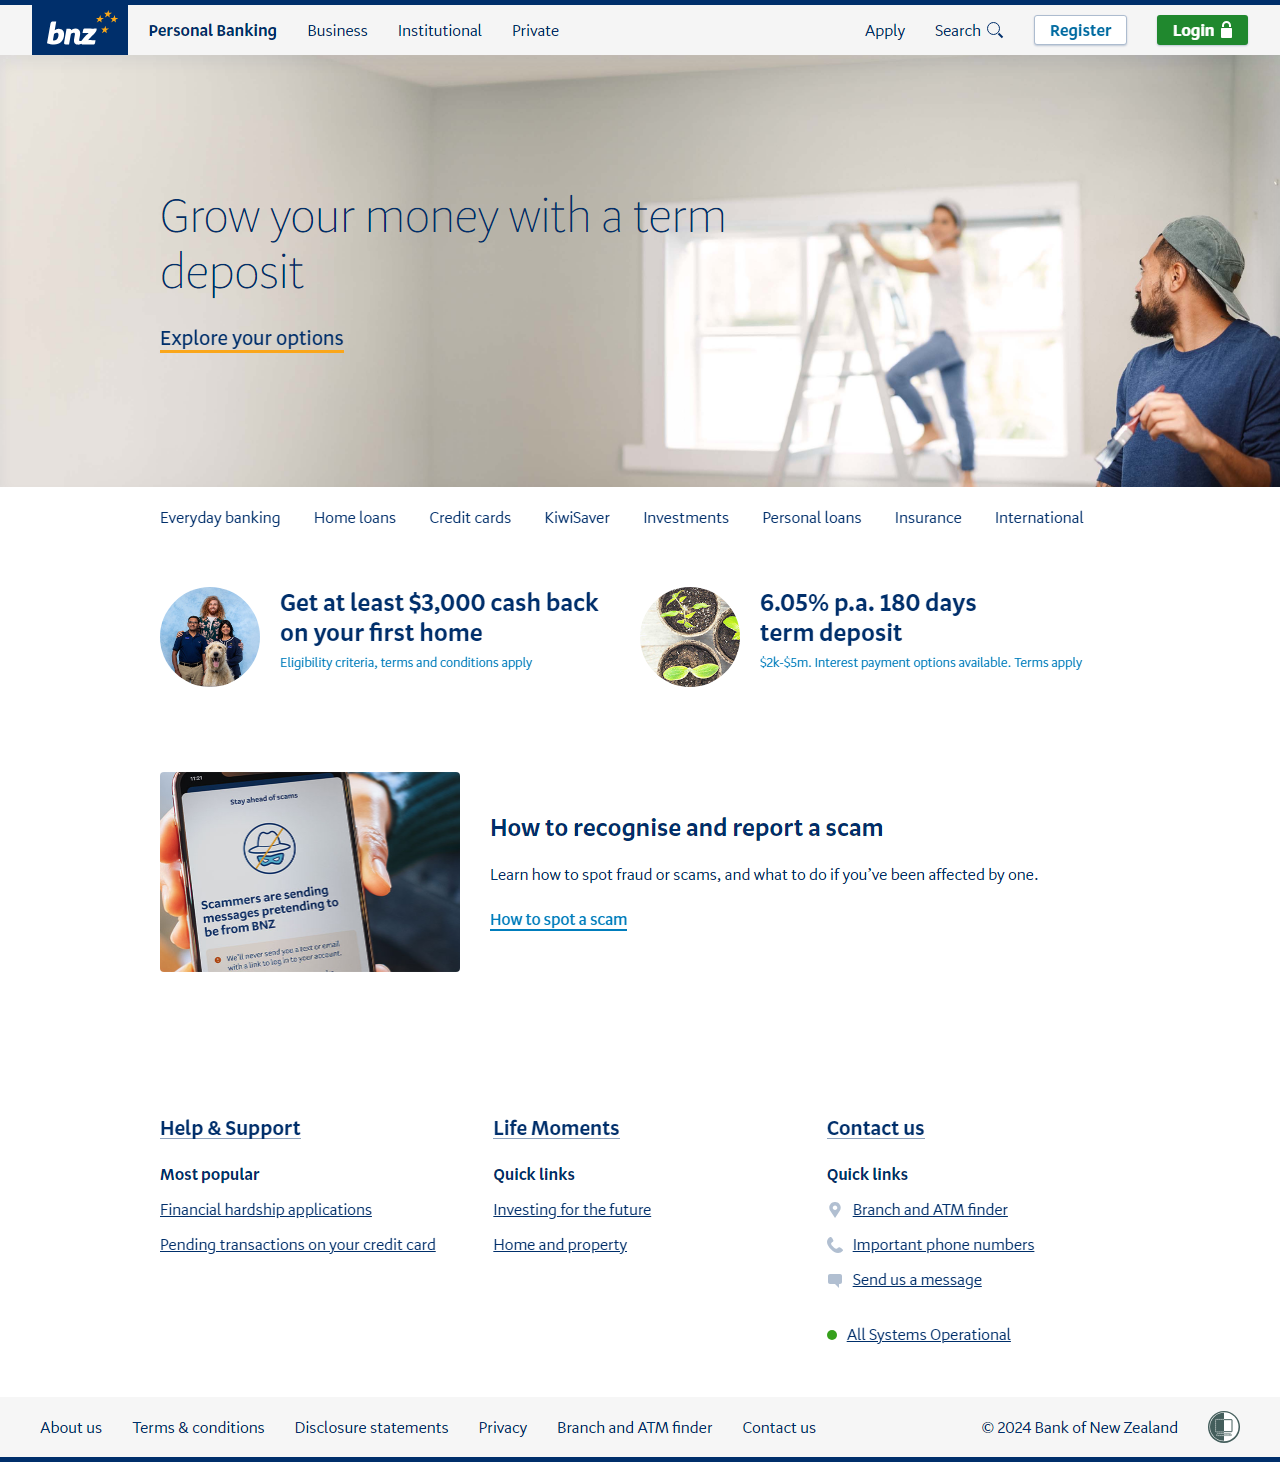 bnz Personal Banking Business Institutional Private Apply Search Register Login
Grow your money with a term
deposit
Explore your options
Everyday banking Home loans Credit cards KiwiSaver Investments Personal loans Insurance International
Get at least $3,000 cash back
on your first home
Eligibility criteria, terms and conditions apply
6.05% p.a. 180 days
term deposit
$2k-$5m. Interest payment options available. Terms apply
17:21
Stay ahead of scams
Scammers are sending
messages pretending to
be from BNZ
We'll never send you a text or email
with a link to log in to your account.
How to recognise and report a scam
Learn how to spot fraud or scams, and what to do if you’ve been affected by one.
How to spot a scam
Help & Support
Most popular
Financial hardship applications
Pending transactions on your credit card
Life Moments
Quick links
Investing for the future
Home and property
Contact us
Quick links
Branch and ATM finder
Important phone numbers
Send us a message
All Systems Operational
About us Terms & conditions Disclosure statements Privacy Branch and ATM finder Contact us © 2024 Bank of New Zealand